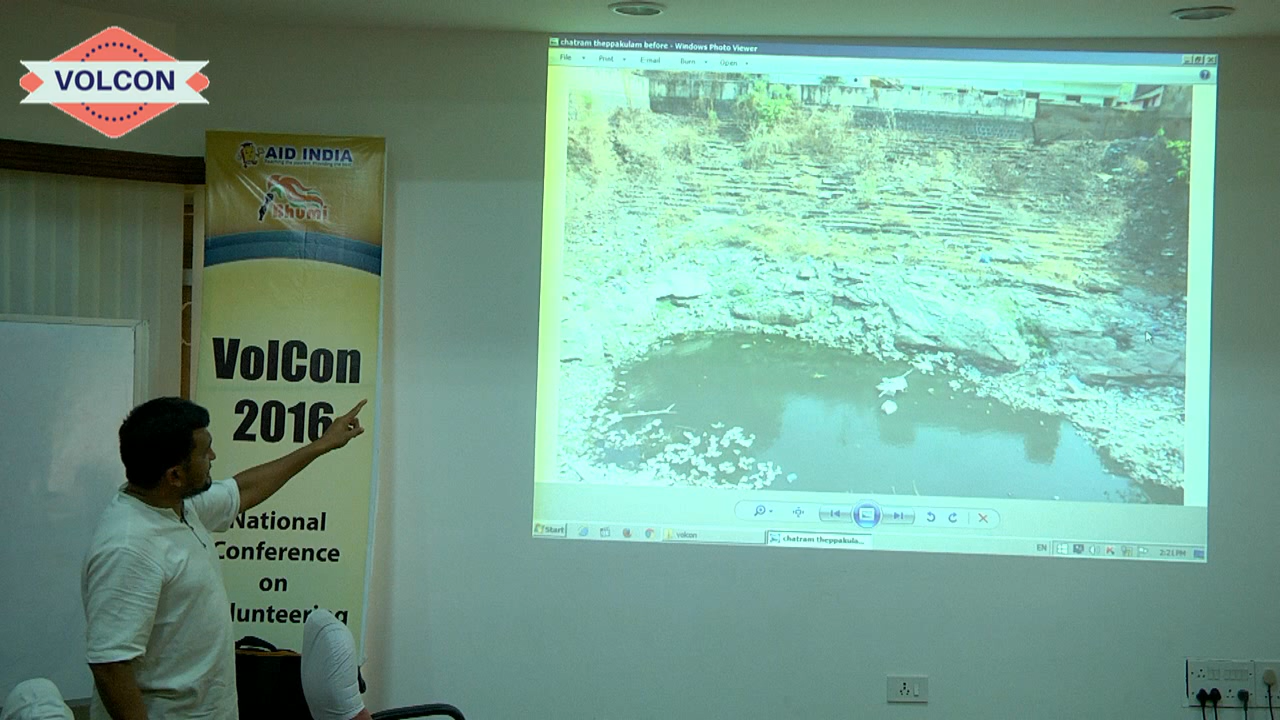 VOLCON
AID INDIA
Bhumi
VolCon
2016
National
Conference
on
lunteering
chatram theppakulam before - Windows Photo Viewer
File Print E-mail Burn Open
Start
volcon
chatram theppakula...
EN
2:21 PM